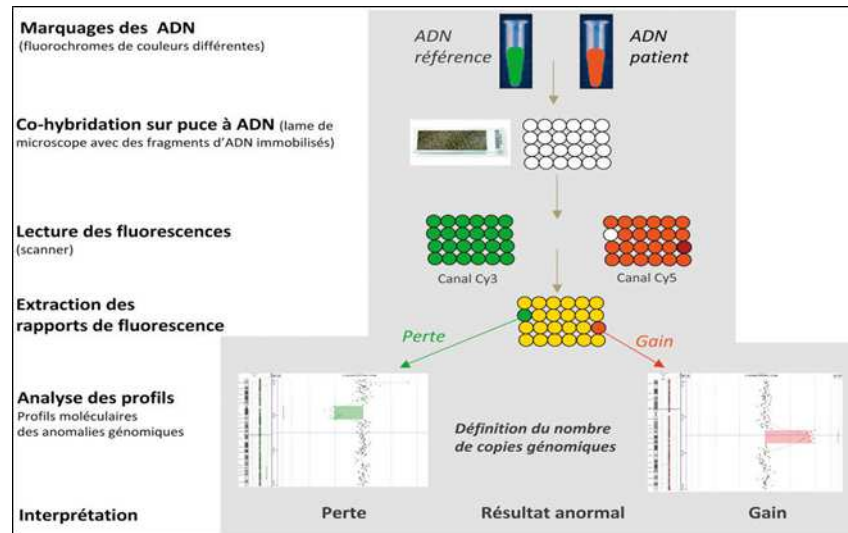 Marquages des ADN
(fluorochromes de couleurs différentes)
ADN
référence
ADN
patient
Co-hybridation sur puce à ADN (lame de
microscope avec des fragments d'ADN immobilisés)
Lecture des fluorescences
(scanner)
Canal Cy3
Canal Cy5
Extraction des
rapports de fluorescence
Perte
Gain
Analyse des profils
Profils moléculaires
des anomalies génomiques
Définition du nombre
de copies génomiques
Interprétation
Perte
Résultat anormal
Gain